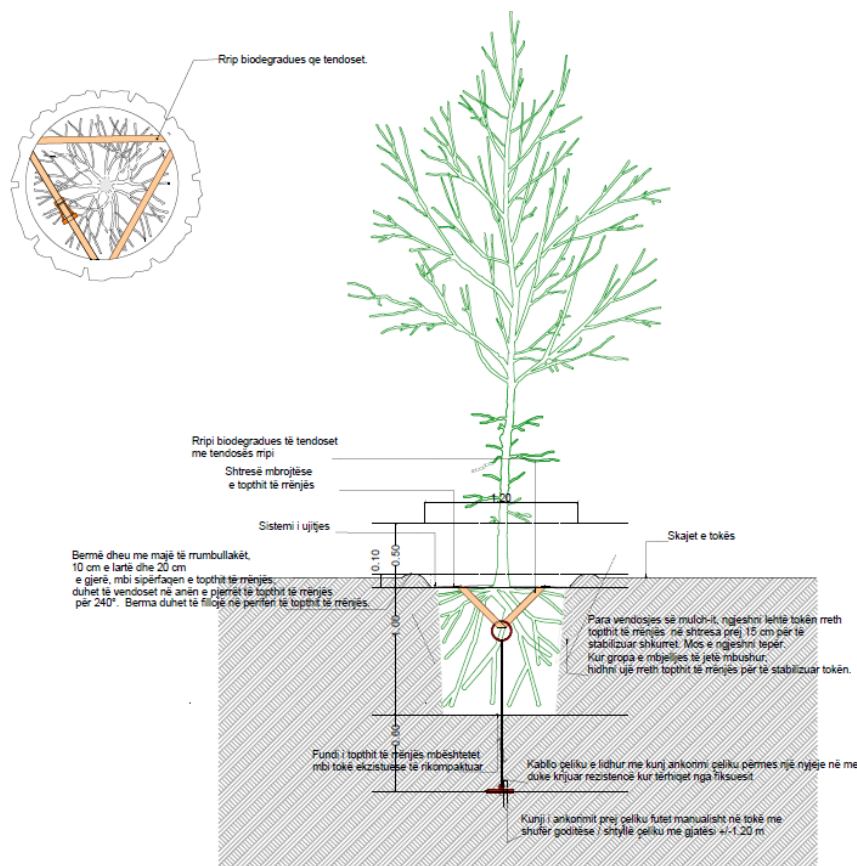 Rrip biodegradues qe tendoset.
Rripi biodegradues të tendoset
me tendosës rripi
Shtresë mbrojtëse
e topthit të rrënjës
1.20
Sistemi i ujitjes
Skajet e tokës
0.10
0.50
Bermë dheu me majë të rrumbullakët,
10 cm e lartë dhe 20 cm
e gjerë, mbi sipërfaqen e topthit të rrënjës,
duhet të vendoset në anën e pjerrët të topthit të rrënjës
për 240°. Berma duhet të fillojë në periferi të topthit të rrënjës.
1.00
Para vendosjes së mulch-it, ngjeshni lehtë tokën rreth
topthit të rrënjës në shtresa prej 15 cm për të
stabilizuar shkurret. Mos e ngjeshni tepër.
Kur gropa e mbjelljes të jetë mbushur,
hidhni ujë rreth topthit të rrënjës për të stabilizuar tokën.
0.60
Fundi i topthit të rrënjës mbështetet
mbi tokë ekzistuese të rikompaktuar
Kabllo çeliku e lidhur me kunj ankorimi çeliku përmes një nyjeje në me
duke krijuar rezistencë kur tërhiqet nga fiksuesit
Kunji i ankorimit prej çeliku futet manualisht në tokë me
shufër goditëse / shtyllë çeliku me gjatësi +/-1.20 m